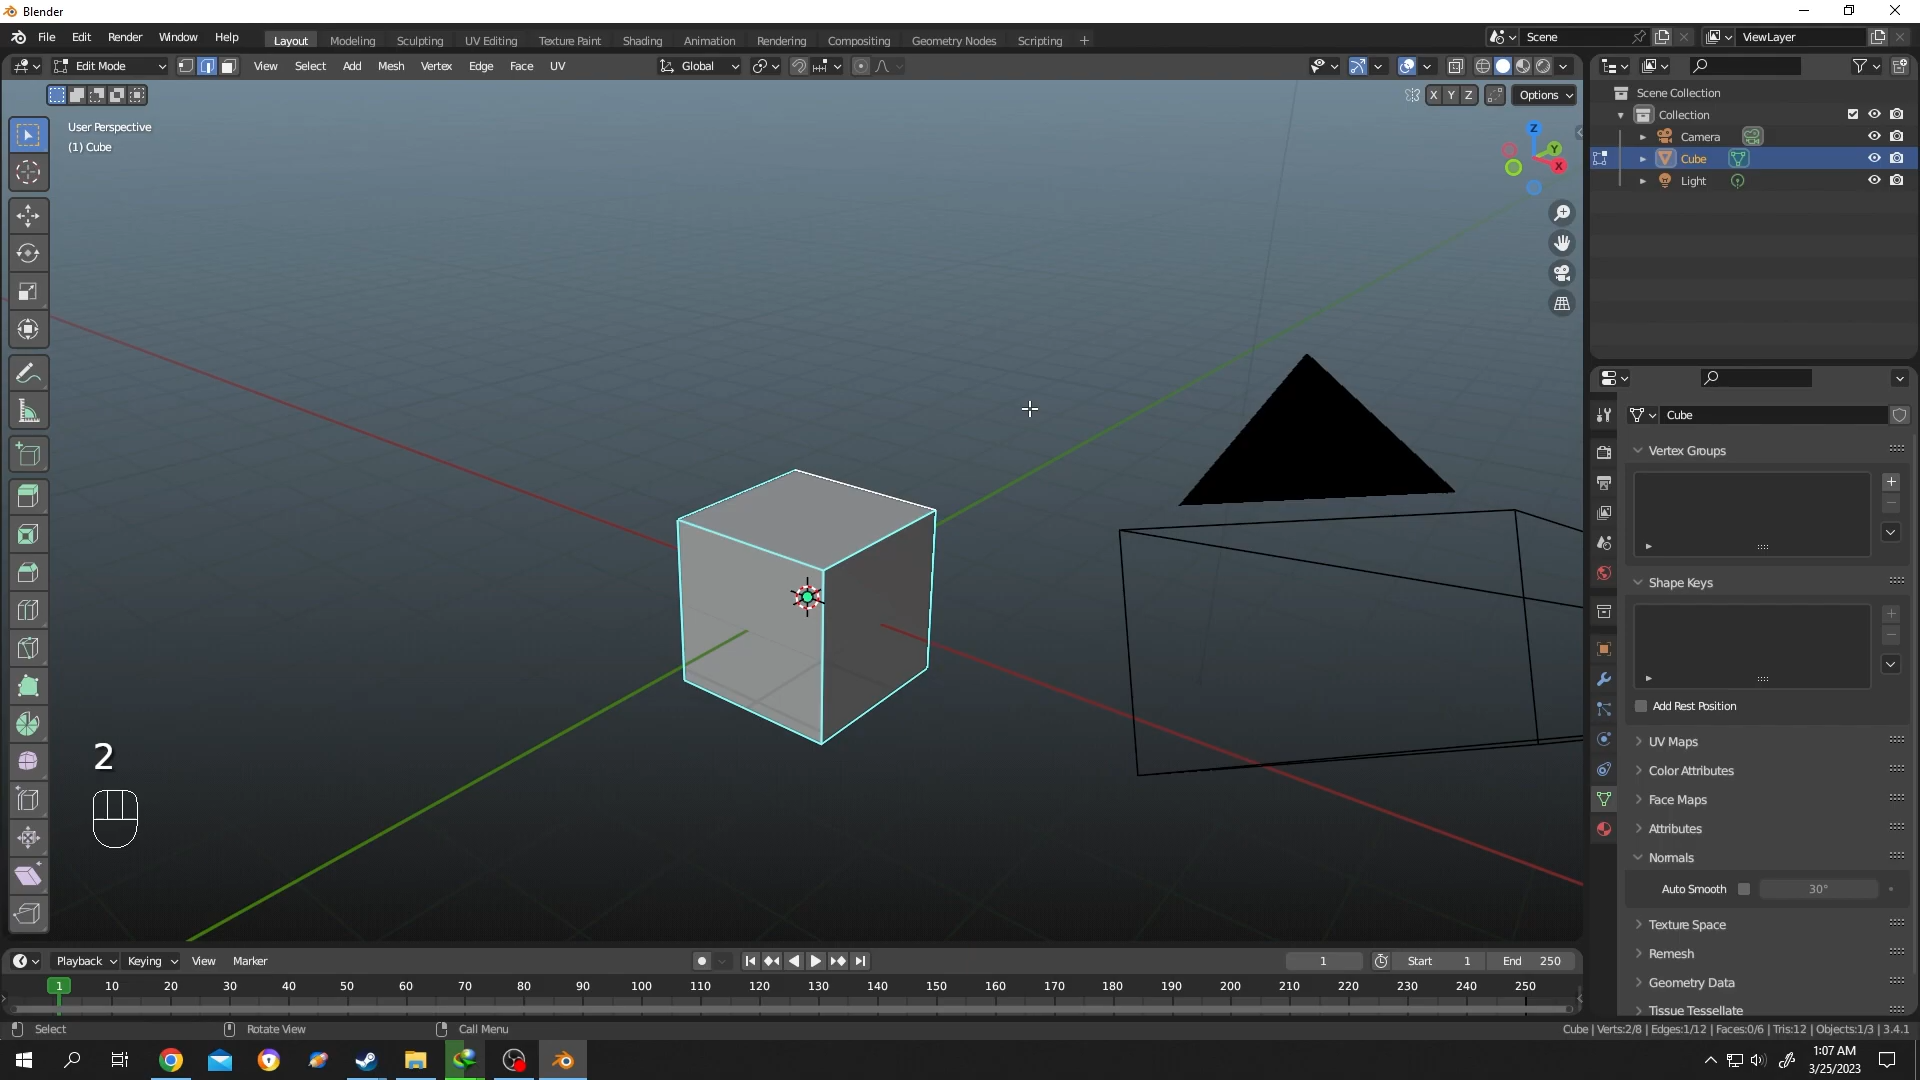 Blender
File Edit Render Window Help Layout Modeling Sculpting UV Editing Texture Paint Shading Animation Rendering Compositing Geometry Nodes Scripting + Scene ViewLayer
Edit Mode View Select Add Mesh Vertex Edge Face UV Global
X Y Z Options
User Perspective
(1) Cube
Z
Y
X
2
Scene Collection
Collection
Camera
Cube
Light
Cube
Vertex Groups
Shape Keys
Add Rest Position
UV Maps
Color Attributes
Face Maps
Attributes
Normals
Auto Smooth 30°
Texture Space
Remesh
Geometry Data
Tissue Tessellate
Playback Keying View Marker 1 Start 1 End 250
1 10 20 30 40 50 60 70 80 90 100 110 120 130 140 150 160 170 180 190 200 210 220 230 240 250
Select Rotate View Call Menu Cube | Verts:2/8 | Edges:1/12 | Faces:0/6 | Tris:12 | Objects:1/3 | 3.4.1
1:07 AM
3/25/2023